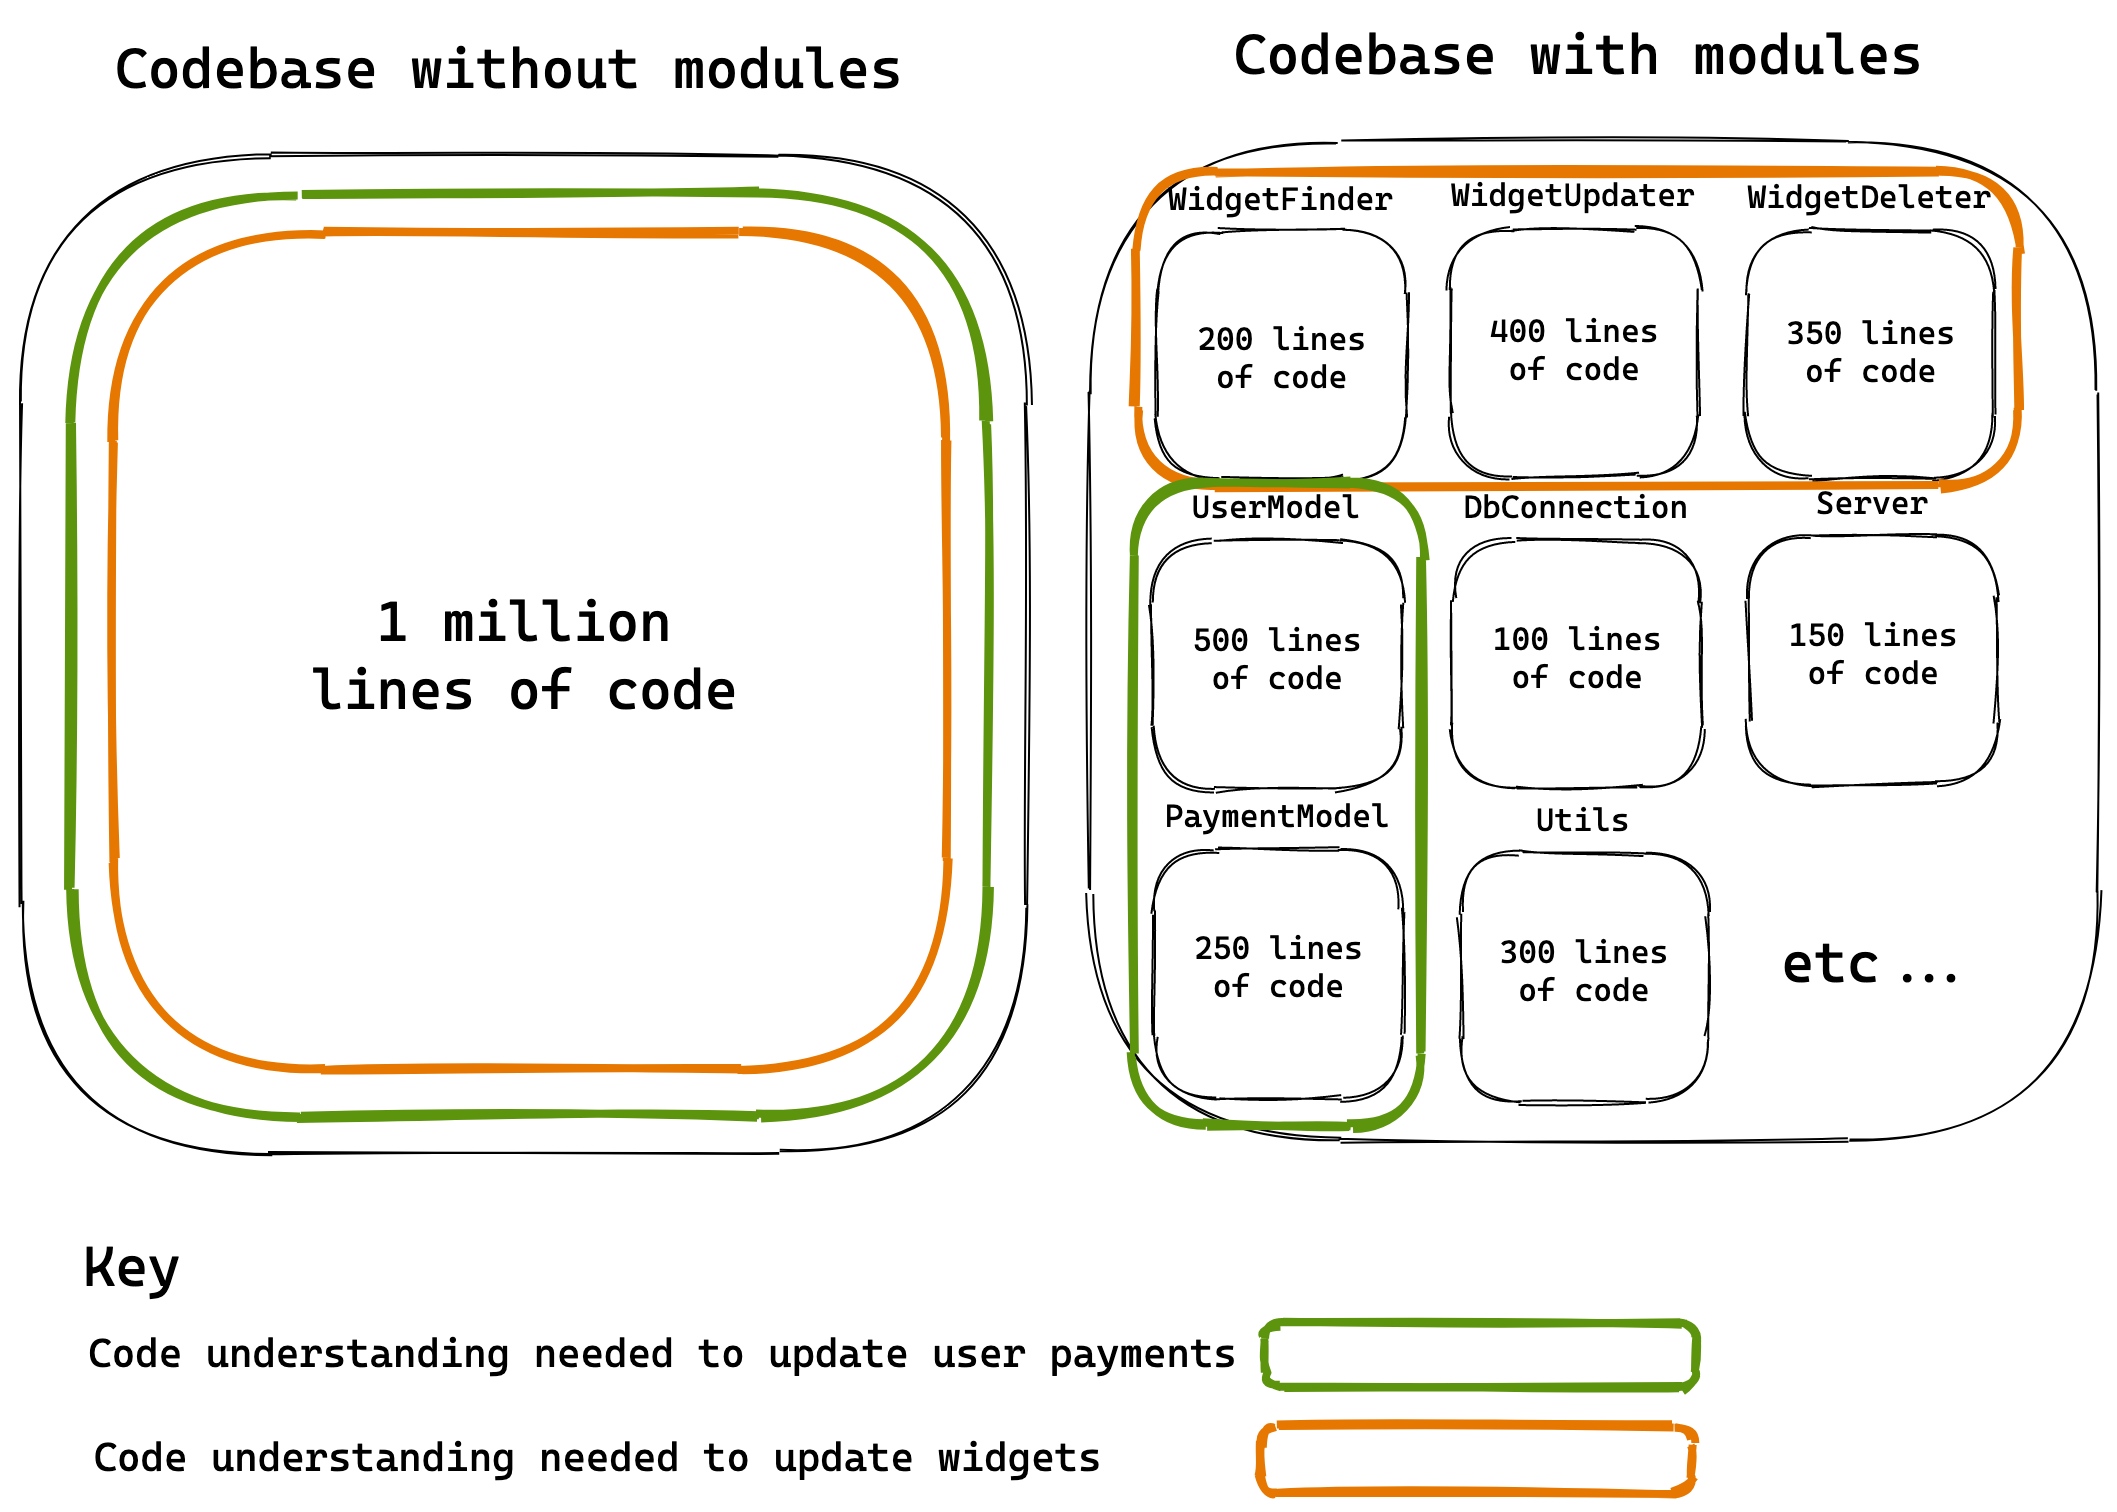 Codebase without modules
1 million
lines of code
Codebase with modules
WidgetFinder
200 lines
of code
WidgetUpdater
400 lines
of code
WidgetDeleter
350 lines
of code
UserModel
500 lines
of code
DbConnection
100 lines
of code
Server
150 lines
of code
PaymentModel
250 lines
of code
Utils
300 lines
of code
etc ...
Key
Code understanding needed to update user payments
Code understanding needed to update widgets